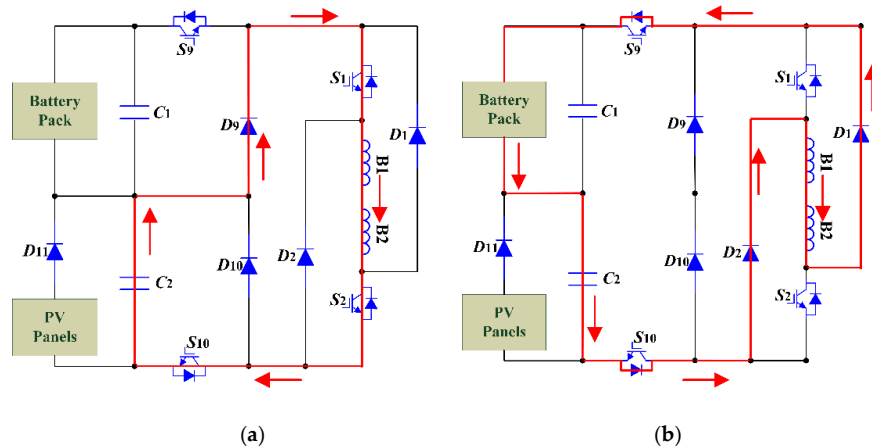 S9
S1
Battery
Pack
C1
D9
D1
B1
B2
D11
C2
D10
D2
S2
PV
Panels
S10
(a)
S9
S1
Battery
Pack
C1
D9
D1
B1
B2
D11
C2
D10
D2
S2
PV
Panels
S10
(b)